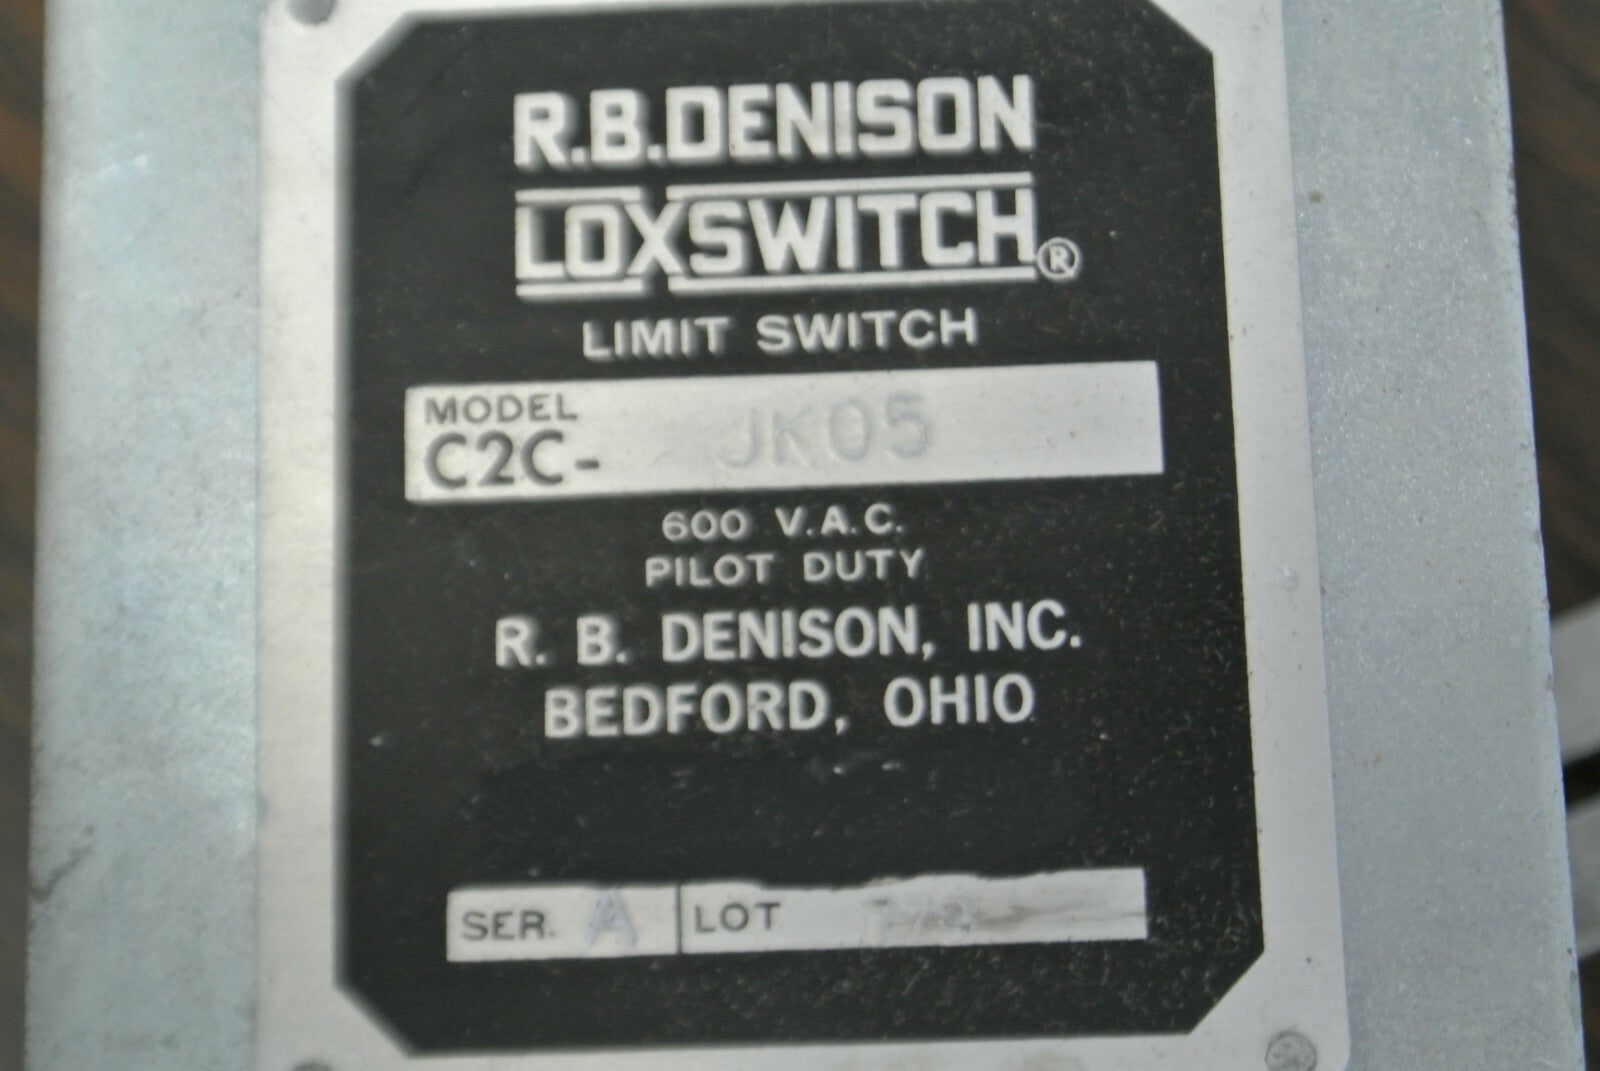 R.B.DENISON
LOXSWITCH®
LIMIT SWITCH
MODEL
C2C- JK05
600 V.A.C.
PILOT DUTY
R. B. DENISON, INC.
BEDFORD, OHIO
SER. A LOT